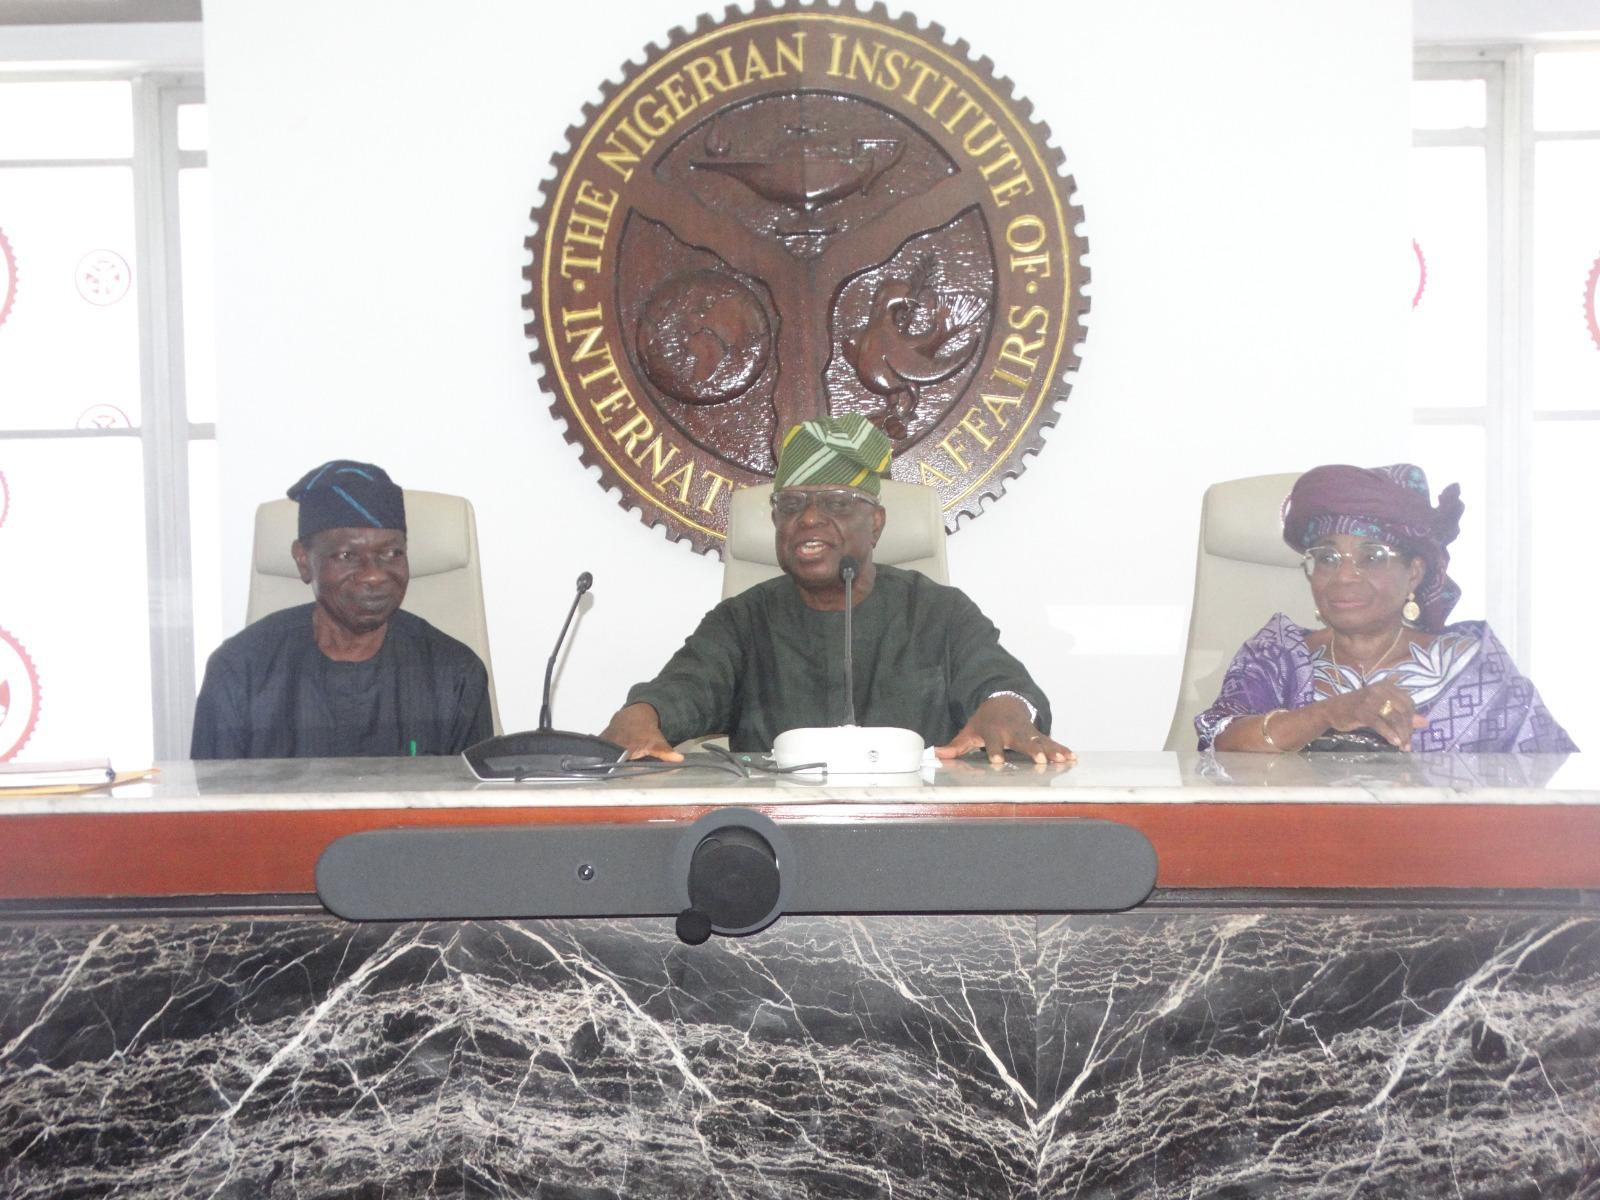 · THE NIGERIAN INSTITUTE OF ·
INTERNAT
AFFAIRS